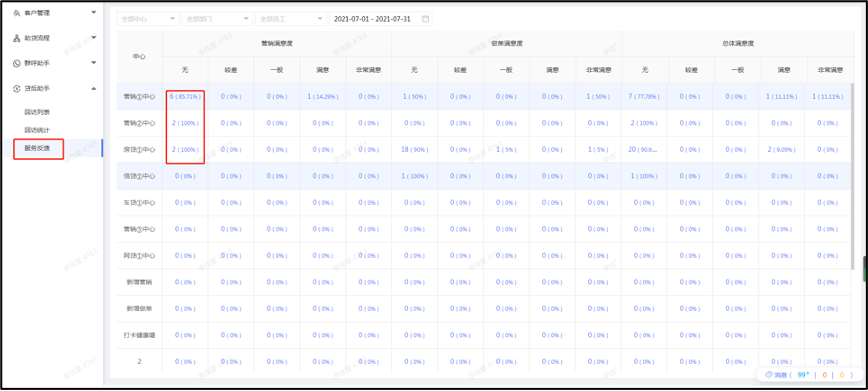 客户管理
助贷流程
群呼助手
贷后助手
回访列表
回访统计
服务反馈
全部中心 全部部门 全部员工 2021-07-01 - 2021-07-31
中心 营销满意度 做单满意度 总体满意度
无 较差 一般 满意 非常满意 无 较差 一般 满意 非常满意 无 较差 一般 满意 非常满意
营销①中心 6 ( 85.71% ) 0 ( 0% ) 0 ( 0% ) 1 ( 14.29% ) 0 ( 0% ) 1 ( 50% ) 0 ( 0% ) 0 ( 0% ) 0 ( 0% ) 1 ( 50% ) 7 ( 77.78% ) 0 ( 0% ) 0 ( 0% ) 1 ( 11.11% ) 1 ( 11.11% )
营销①中心 2 ( 100% ) 0 ( 0% ) 0 ( 0% ) 0 ( 0% ) 0 ( 0% ) 0 ( 0% ) 0 ( 0% ) 0 ( 0% ) 0 ( 0% ) 0 ( 0% ) 2 ( 100% ) 0 ( 0% ) 0 ( 0% ) 0 ( 0% ) 0 ( 0% )
房贷①中心 2 ( 100% ) 0 ( 0% ) 0 ( 0% ) 0 ( 0% ) 0 ( 0% ) 18 ( 90% ) 0 ( 0% ) 1 ( 5% ) 0 ( 0% ) 1 ( 5% ) 20 ( 90.9... 0 ( 0% ) 0 ( 0% ) 2 ( 9.09% ) 0 ( 0% )
信贷①中心 0 ( 0% ) 0 ( 0% ) 0 ( 0% ) 0 ( 0% ) 0 ( 0% ) 1 ( 100% ) 0 ( 0% ) 0 ( 0% ) 0 ( 0% ) 0 ( 0% ) 1 ( 100% ) 0 ( 0% ) 0 ( 0% ) 0 ( 0% ) 0 ( 0% )
车贷①中心 0 ( 0% ) 0 ( 0% ) 0 ( 0% ) 0 ( 0% ) 0 ( 0% ) 0 ( 0% ) 0 ( 0% ) 0 ( 0% ) 0 ( 0% ) 0 ( 0% ) 0 ( 0% ) 0 ( 0% ) 0 ( 0% ) 0 ( 0% ) 0 ( 0% )
营销①中心 0 ( 0% ) 0 ( 0% ) 0 ( 0% ) 0 ( 0% ) 0 ( 0% ) 0 ( 0% ) 0 ( 0% ) 0 ( 0% ) 0 ( 0% ) 0 ( 0% ) 0 ( 0% ) 0 ( 0% ) 0 ( 0% ) 0 ( 0% ) 0 ( 0% )
网贷①中心 0 ( 0% ) 0 ( 0% ) 0 ( 0% ) 0 ( 0% ) 0 ( 0% ) 0 ( 0% ) 0 ( 0% ) 0 ( 0% ) 0 ( 0% ) 0 ( 0% ) 0 ( 0% ) 0 ( 0% ) 0 ( 0% ) 0 ( 0% ) 0 ( 0% )
新增营销 0 ( 0% ) 0 ( 0% ) 0 ( 0% ) 0 ( 0% ) 0 ( 0% ) 0 ( 0% ) 0 ( 0% ) 0 ( 0% ) 0 ( 0% ) 0 ( 0% ) 0 ( 0% ) 0 ( 0% ) 0 ( 0% ) 0 ( 0% ) 0 ( 0% )
新增做单 0 ( 0% ) 0 ( 0% ) 0 ( 0% ) 0 ( 0% ) 0 ( 0% ) 0 ( 0% ) 0 ( 0% ) 0 ( 0% ) 0 ( 0% ) 0 ( 0% ) 0 ( 0% ) 0 ( 0% ) 0 ( 0% ) 0 ( 0% ) 0 ( 0% )
打卡健康塘 0 ( 0% ) 0 ( 0% ) 0 ( 0% ) 0 ( 0% ) 0 ( 0% ) 0 ( 0% ) 0 ( 0% ) 0 ( 0% ) 0 ( 0% ) 0 ( 0% ) 0 ( 0% ) 0 ( 0% ) 0 ( 0% ) 0 ( 0% ) 0 ( 0% )
2 0 ( 0% ) 0 ( 0% ) 0 ( 0% ) 0 ( 0% ) 0 ( 0% ) 0 ( 0% ) 0 ( 0% ) 0 ( 0% ) 0 ( 0% ) 0 ( 0% ) 0 ( 0% ) 0 ( 0% ) 0 ( 0% ) 0 ( 0% ) 0 ( 0% )
消息 ( 99+ | 0 | 0 )